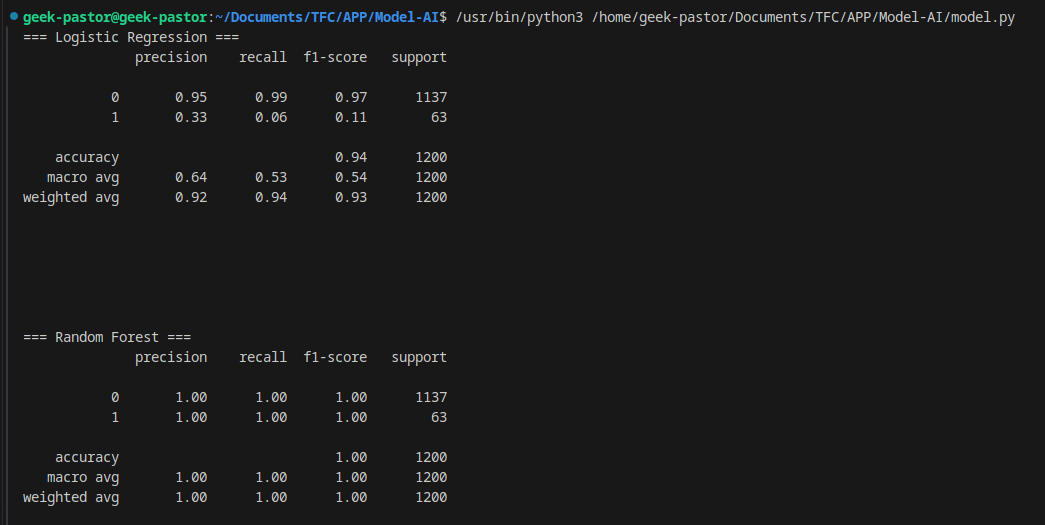 geek-pastor@geek-pastor:~/Documents/TFC/APP/Model-AI$ /usr/bin/python3 /home/geek-pastor/Documents/TFC/APP/Model-AI/model.py
=== Logistic Regression ===
precision recall f1-score support
0 0.95 0.99 0.97 1137
1 0.33 0.06 0.11 63
accuracy 0.94 1200
macro avg 0.64 0.53 0.54 1200
weighted avg 0.92 0.94 0.93 1200
=== Random Forest ===
precision recall f1-score support
0 1.00 1.00 1.00 1137
1 1.00 1.00 1.00 63
accuracy 1.00 1200
macro avg 1.00 1.00 1.00 1200
weighted avg 1.00 1.00 1.00 1200